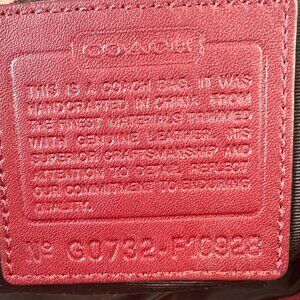 COACH
THIS IS A COACH BAG. IT WAS
HANDCRAFTED IN CHINA FROM
THE FINEST MATERIALS TRIMMED
WITH GENUINE LEATHER. ITS
SUPERIOR CRAFTSMANSHIP AND
ATTENTION TO DETAIL REFLECT
OUR COMMITMENT TO ENDURING
QUALITY.
Nº G0732-F10928